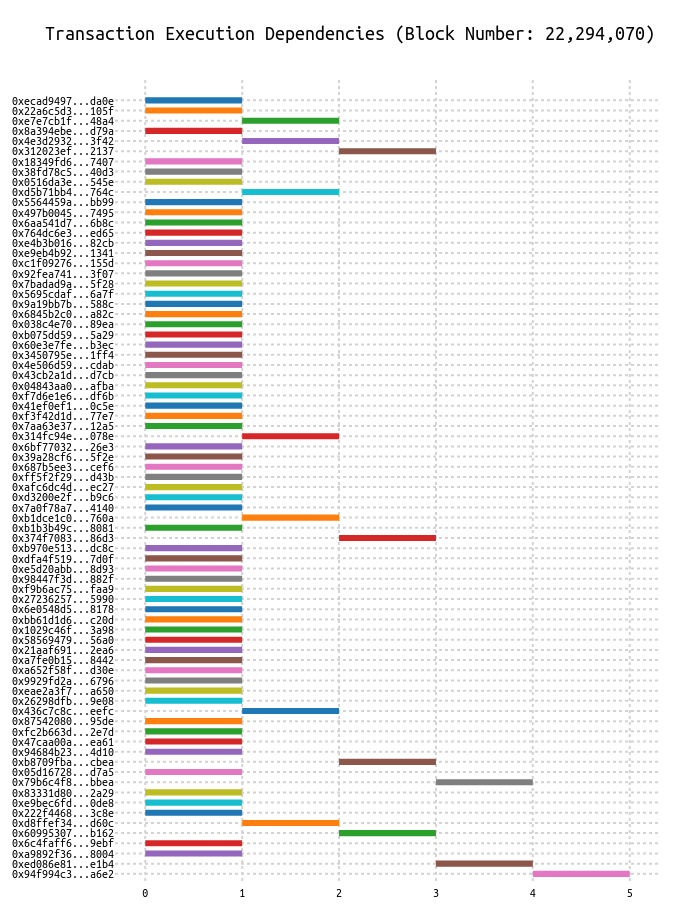 Transaction Execution Dependencies (Block Number: 22,294,070)
0xecad9497...da0e
0x22a6c5d3...105f
0xe7e7cb1f...48a4
0x8a394ebe...d79a
0x4e3d2932...3f42
0x312023ef...2137
0x18349fd6...7407
0x38fd78c5...40d3
0x0516da3e...545e
0xd5b71bb4...764c
0x5564459a...bb99
0x497b0045...7495
0x6aa541d7...6b8c
0x764dc6e3...ed65
0xe4b3b016...82cb
0xe9eb4b92...1341
0xc1f09276...155d
0x92fea741...3f07
0x7badad9a...5f28
0x5695cdaf...6a7f
0x9a19bb7b...588c
0x6845b2c0...a82c
0x038c4e70...89ea
0xb075dd59...5a29
0x60e3e7fe...b3ec
0x3450795e...1ff4
0x4e506d59...cdab
0x43cb2a1d...d7cb
0x04843aa0...afba
0xf7d6e1e6...df6b
0x41ef0ef1...0c5e
0xf3f42d1d...77e7
0x7aa63e37...12a5
0x314fc94e...078e
0x6bf77032...26e3
0x39a28cf6...5f2e
0x687b5ee3...cef6
0xff5f2f29...d43b
0xafc6dc4d...ec27
0xd3200e2f...b9c6
0x7a0f78a7...4140
0xb1dce1c0...760a
0xb1b3b49c...8081
0x374f7083...86d3
0xb970e513...dc8c
0xdfa4f519...7d0f
0xe5d20abb...8d93
0x98447f3d...882f
0xf9b6ac75...faa9
0x27236257...5990
0x6e0548d5...8178
0xbb61d1d6...c20d
0x1029c46f...3a98
0x58569479...56a0
0x21aaf691...2ea6
0xa7fe0b15...8442
0xa652f58f...d30e
0x9929fd2a...6796
0xeae2a3f7...a650
0x26298dfb...9e08
0x436c7c8c...eefc
0x87542080...95de
0xfc2b663d...2e7d
0x47caa00a...ea61
0x94684b23...4d10
0xb8709fba...cbea
0x05d16728...d7a5
0x79b6c4f8...bbea
0x83331d80...2a29
0xe9bec6fd...0de8
0x222f4468...3c8e
0xd8ffef34...d60c
0x60995307...b162
0x6c4faff6...9ebf
0xa9892f36...8004
0xed086e81...e1b4
0x94f994c3...a6e2
0 1 2 3 4 5